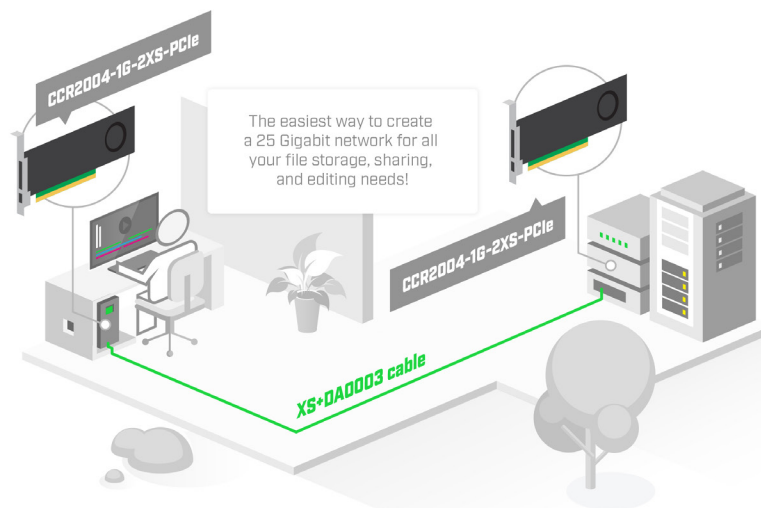 CCR2004-1G-2XS-PCIe
The easiest way to create
a 25 Gigabit network for all
your file storage, sharing,
and editing needs!
CCR2004-1G-2XS-PCIe
XS+DA0003 cable